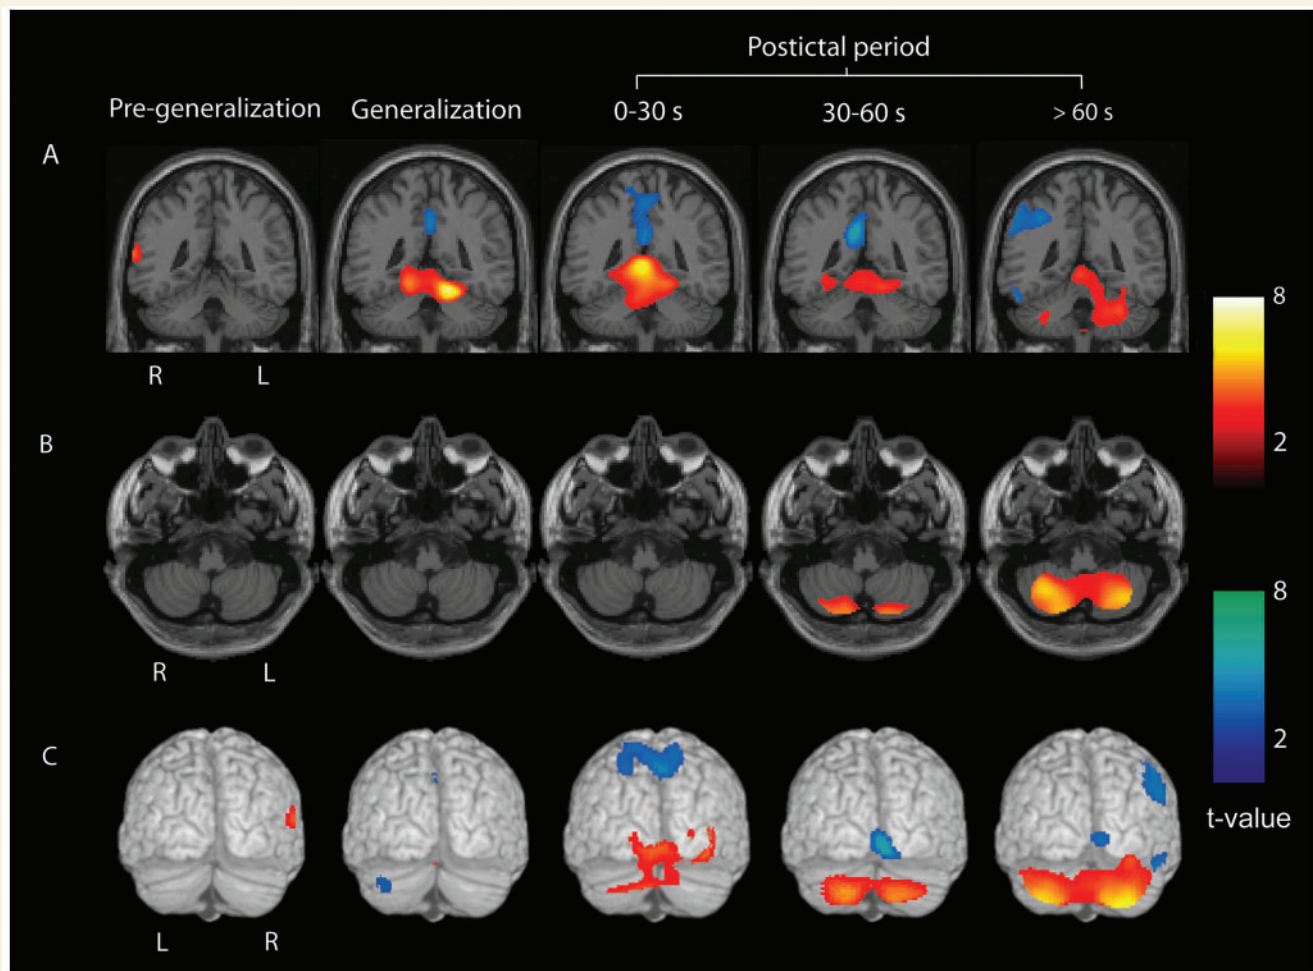 Postictal period
Pre-generalization Generalization 0-30 s 30-60 s > 60 s
A
R L
8
2
B
R L
8
2
t-value
C
L R